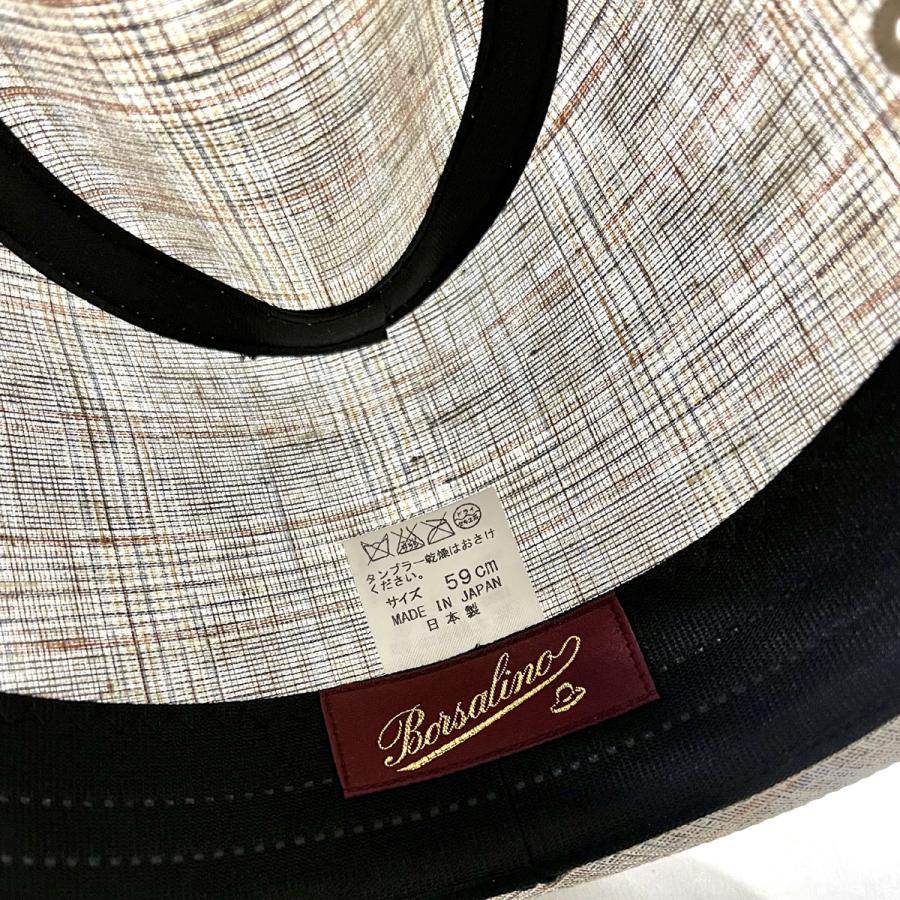 タンブラー乾燥はおさけ
ください。
サイズ 59cm
MADE IN JAPAN
日本製
Borsalino